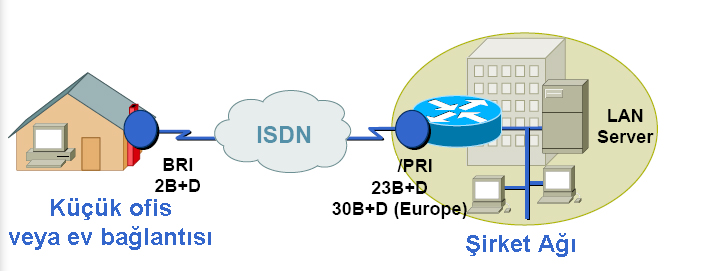 ISDN
LAN
Server
BRI
2B+D
/PRI
23B+D
30B+D (Europe)
Küçük ofis
veya ev bağlantısı
Şirket Ağı